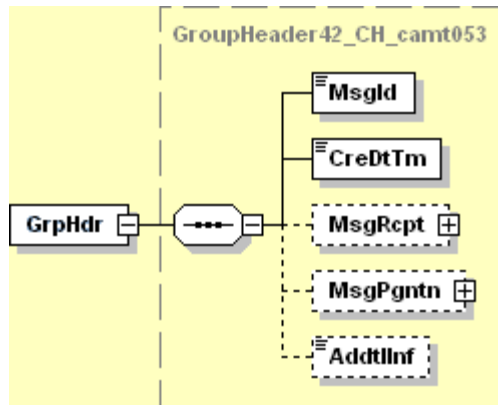 GroupHeader42_CH_camt053
MsgId
CreDtTm
GrpHdr
MsgRcpt
MsgPgntn
AddtlInf